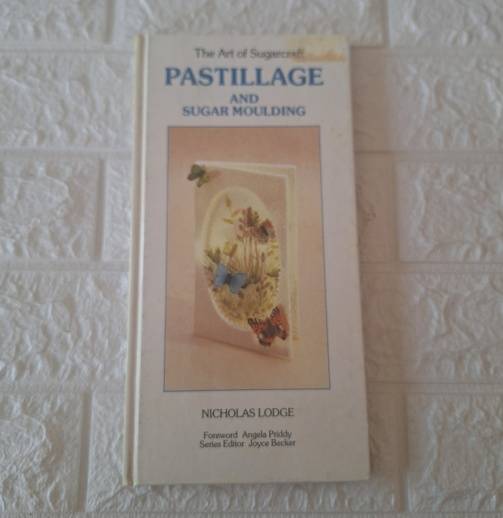 The Art of Sugarcraft
PASTILLAGE
AND
SUGAR MOULDING
NICHOLAS LODGE
Foreword Angela Priddy
Series Editor Joyce Becker